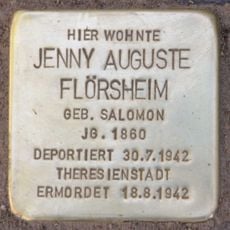 HIER WOHNTE
JENNY AUGUSTE
FLÖRSHEIM
GEB. SALOMON
JG. 1860
DEPORTIERT 30.7.1942
THERESIENSTADT
ERMORDET 18.8.1942